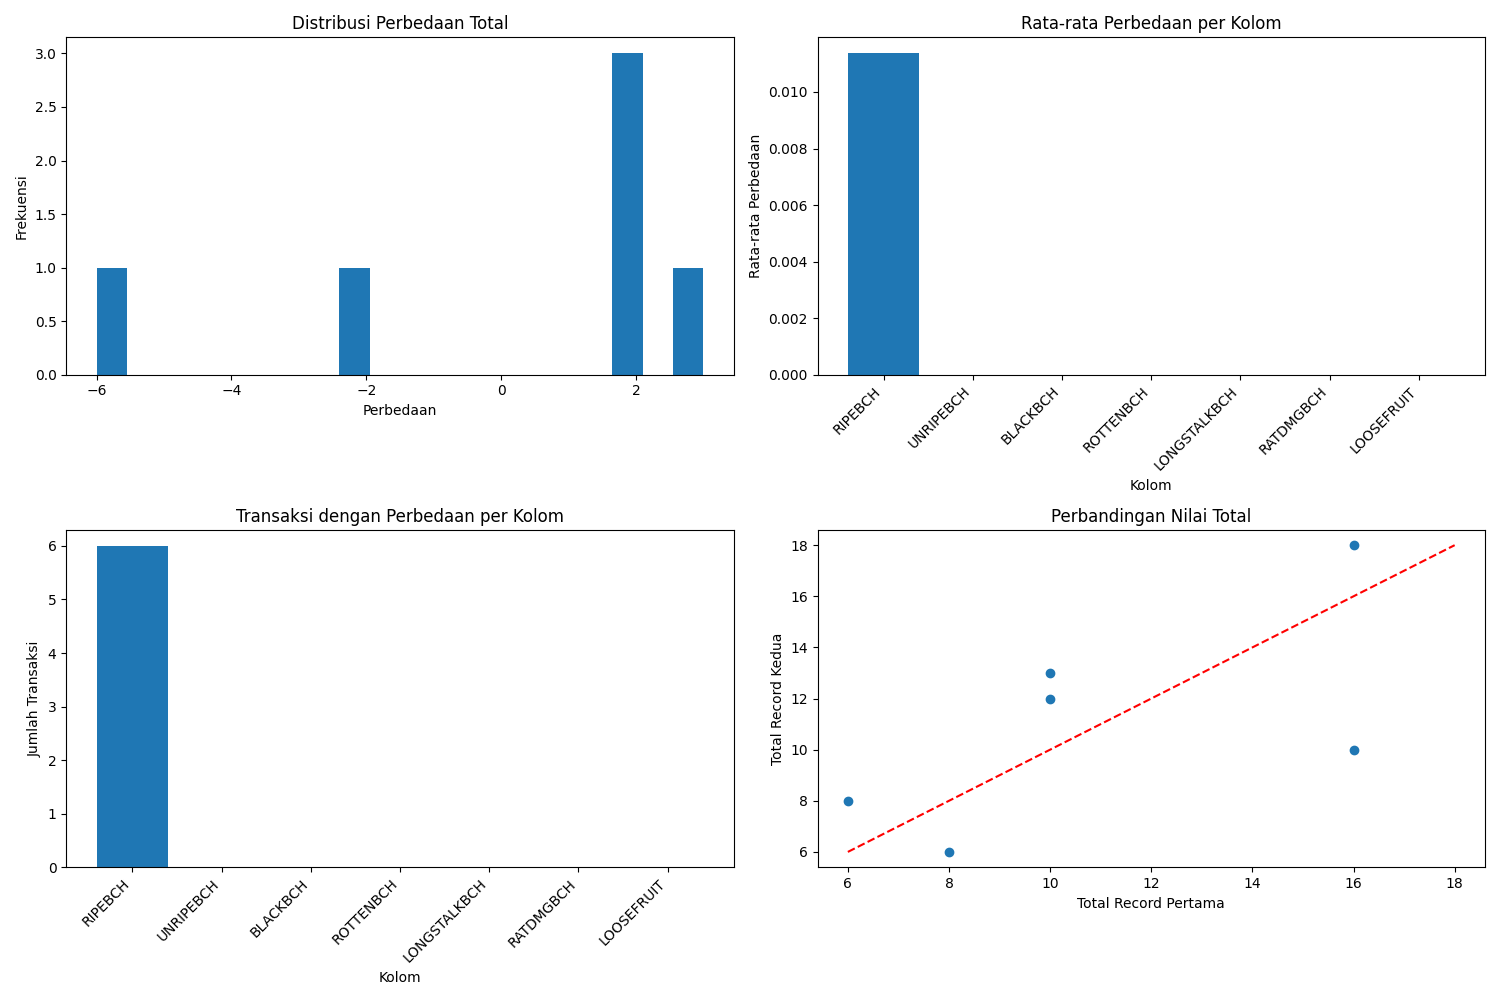 Distribusi Perbedaan Total
Frekuensi
3.0
2.5
2.0
1.5
1.0
0.5
0.0
−6 −4 −2 0 2
Perbedaan
Rata-rata Perbedaan per Kolom
Rata-rata Perbedaan
0.010
0.008
0.006
0.004
0.002
0.000
RIPEBCH UNRIPEBCH BLACKBCH ROTTENBCH LONGSTALKBCH RATDMGBCH LOOSEFRUIT
Kolom
Transaksi dengan Perbedaan per Kolom
Jumlah Transaksi
6
5
4
3
2
1
0
RIPEBCH UNRIPEBCH BLACKBCH ROTTENBCH LONGSTALKBCH RATDMGBCH LOOSEFRUIT
Kolom
Perbandingan Nilai Total
Total Record Kedua
18
16
14
12
10
8
6
6 8 10 12 14 16 18
Total Record Pertama